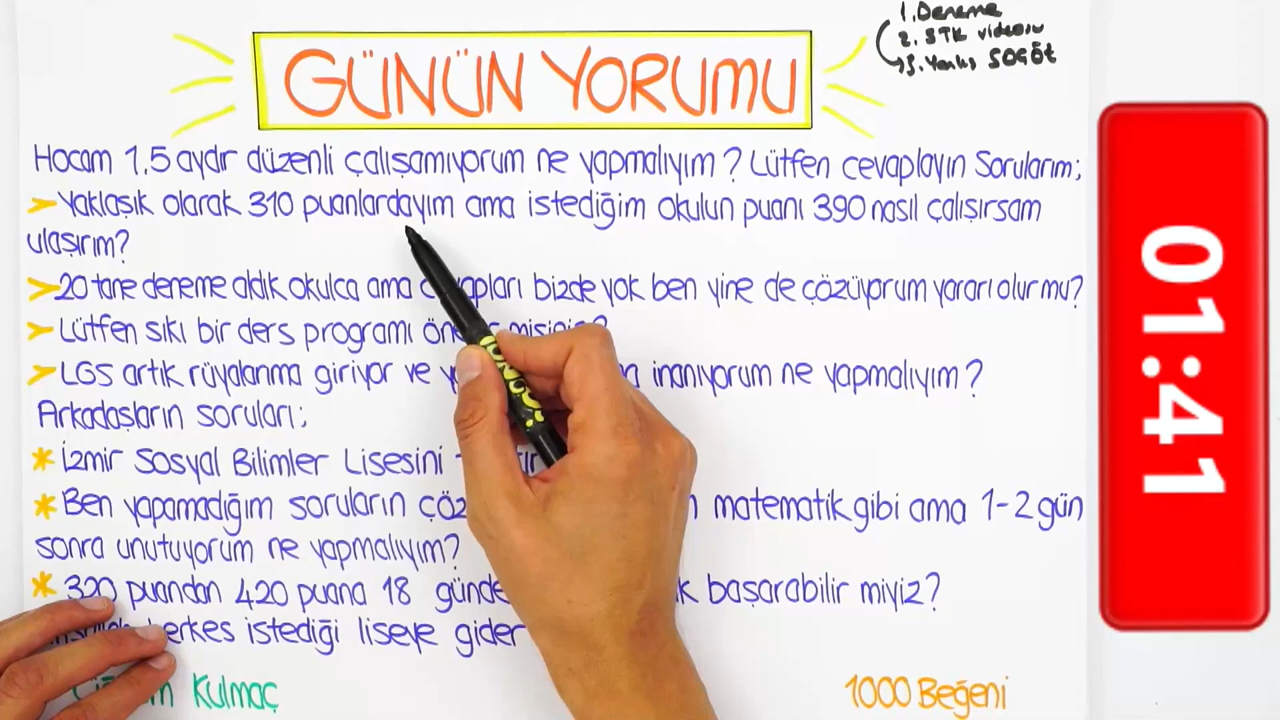 1. Deneme
2. STK videosu
3. Yanlış SOĞÖT
GÜNÜN YORUMU
Hocam 1,5 aydır düzenli çalışamıyorum ne yapmalıyım? Lütfen cevaplayın Sorularım;
➢ Yaklaşık olarak 310 puanlardayım ama istediğim okulun puanı 390 nasıl çalışırsam
ulaşırım?
➢ 20 tane deneme aldık okulca ama bizde yok ben yine de çözüyorum yararı olur mu?
➢ Lütfen sıkı bir ders programı
➢ LGS artık rüyalarıma giriyor ve inanıyorum ne yapmalıyım?
Arkadaşların soruları;
* İzmir Sosyal Bilimler Lisesini
* Ben yapamadığım soruların matematik gibi ama 1-2 gün
sonra unutuyorum ne yapmalıyım?
* 320 puandan 420 puana 18 başarabilir miyiz?
herkes istediği liseye gider
Kulmaç
1000 Beğeni
01:41